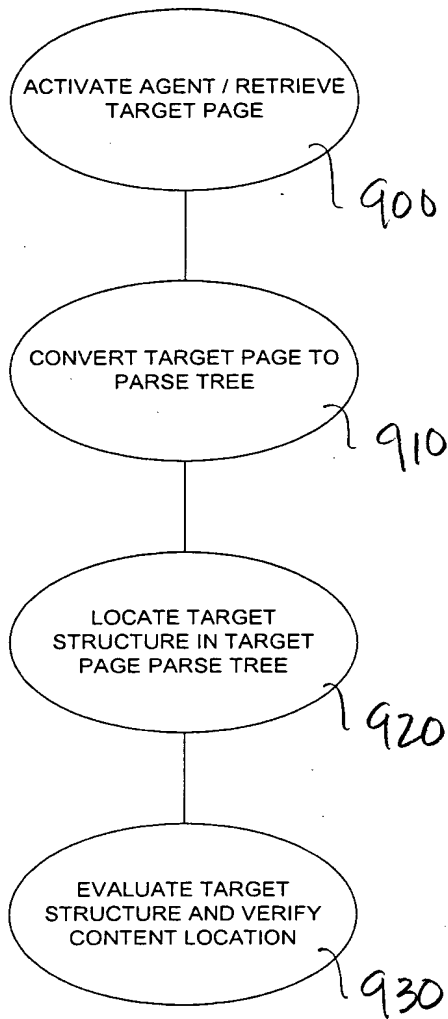 ACTIVATE AGENT / RETRIEVE
TARGET PAGE
900
CONVERT TARGET PAGE TO
PARSE TREE
910
LOCATE TARGET
STRUCTURE IN TARGET
PAGE PARSE TREE
920
EVALUATE TARGET
STRUCTURE AND VERIFY
CONTENT LOCATION
930